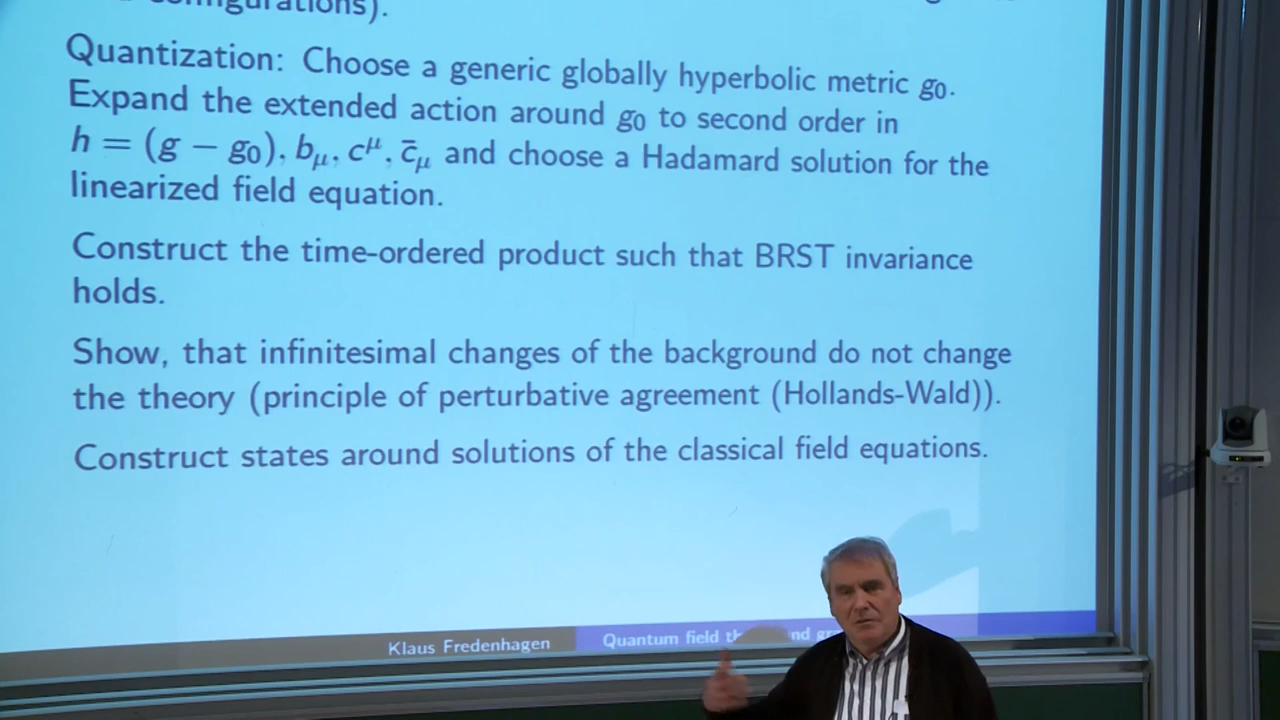 configurations).
Quantization: Choose a generic globally hyperbolic metric g₀.
Expand the extended action around g₀ to second order in
h = (g − g₀), b_μ, c^μ, c̄_μ and choose a Hadamard solution for the
linearized field equation.
Construct the time-ordered product such that BRST invariance
holds.
Show, that infinitesimal changes of the background do not change
the theory (principle of perturbative agreement (Hollands-Wald)).
Construct states around solutions of the classical field equations.
Klaus Fredenhagen
Quantum field